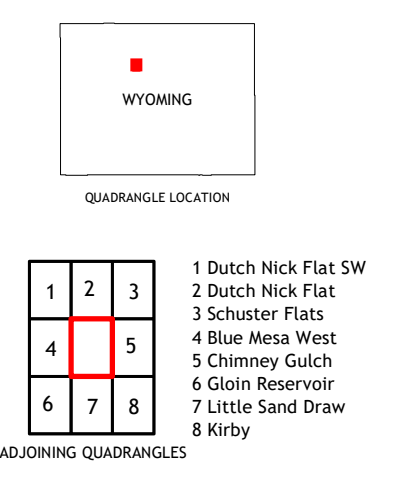 WYOMING
QUADRANGLE LOCATION
1 2 3
4 5
6 7 8
1 Dutch Nick Flat SW
2 Dutch Nick Flat
3 Schuster Flats
4 Blue Mesa West
5 Chimney Gulch
6 Gloin Reservoir
7 Little Sand Draw
8 Kirby
ADJOINING QUADRANGLES